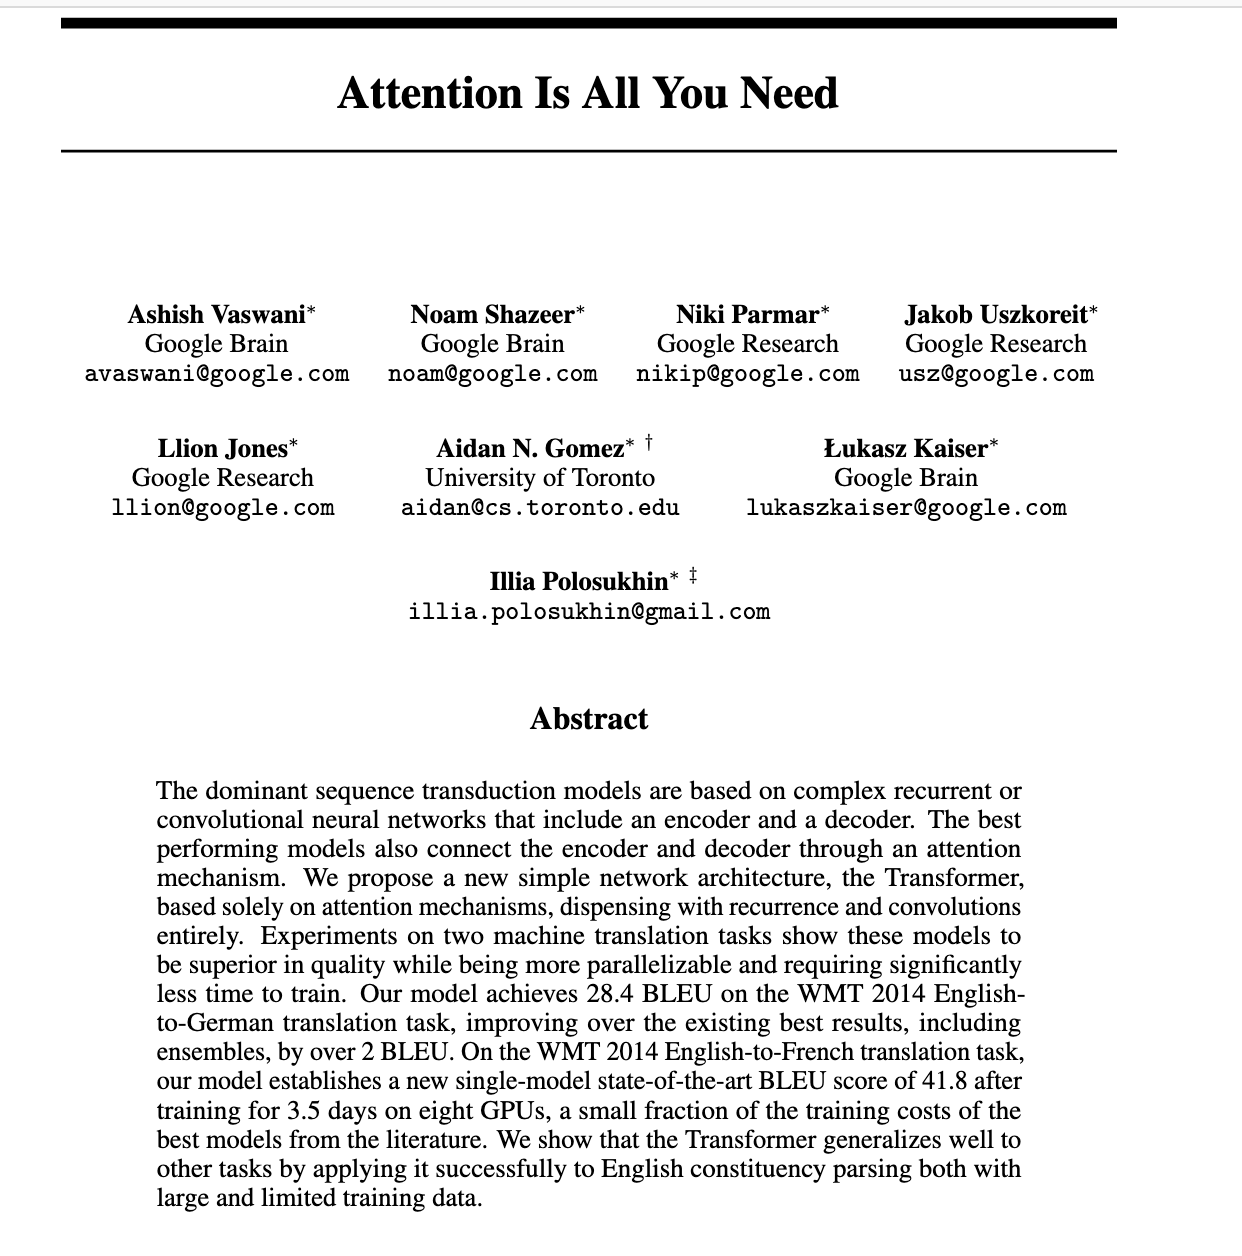 Attention Is All You Need
Ashish Vaswani∗ Noam Shazeer∗ Niki Parmar∗ Jakob Uszkoreit∗
Google Brain Google Brain Google Research Google Research
avaswani@google.com noam@google.com nikip@google.com usz@google.com
Llion Jones∗ Aidan N. Gomez∗ † Łukasz Kaiser∗
Google Research University of Toronto Google Brain
llion@google.com aidan@cs.toronto.edu lukaszkaiser@google.com
Illia Polosukhin∗ ‡
illia.polosukhin@gmail.com
Abstract
The dominant sequence transduction models are based on complex recurrent or
convolutional neural networks that include an encoder and a decoder. The best
performing models also connect the encoder and decoder through an attention
mechanism. We propose a new simple network architecture, the Transformer,
based solely on attention mechanisms, dispensing with recurrence and convolutions
entirely. Experiments on two machine translation tasks show these models to
be superior in quality while being more parallelizable and requiring significantly
less time to train. Our model achieves 28.4 BLEU on the WMT 2014 English-
to-German translation task, improving over the existing best results, including
ensembles, by over 2 BLEU. On the WMT 2014 English-to-French translation task,
our model establishes a new single-model state-of-the-art BLEU score of 41.8 after
training for 3.5 days on eight GPUs, a small fraction of the training costs of the
best models from the literature. We show that the Transformer generalizes well to
other tasks by applying it successfully to English constituency parsing both with
large and limited training data.